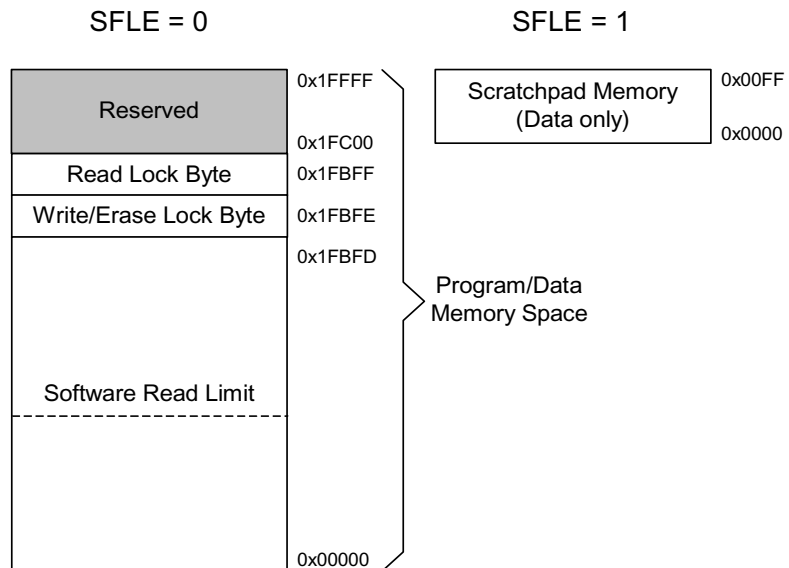 SFLE = 0
SFLE = 1
Reserved
0x1FFFF
0x1FC00
Read Lock Byte
0x1FBFF
Write/Erase Lock Byte
0x1FBFE
0x1FBFD
Software Read Limit
0x00000
Program/Data
Memory Space
Scratchpad Memory
(Data only)
0x00FF
0x0000